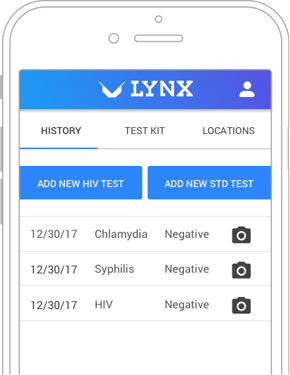 LYNX
HISTORY TEST KIT LOCATIONS
ADD NEW HIV TEST ADD NEW STD TEST
12/30/17 Chlamydia Negative
12/30/17 Syphilis Negative
12/30/17 HIV Negative